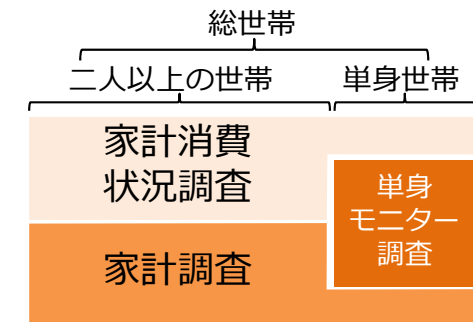 総世帯
二人以上の世帯
単身世帯
家計消費
状況調査
単身
モニター
調査
家計調査